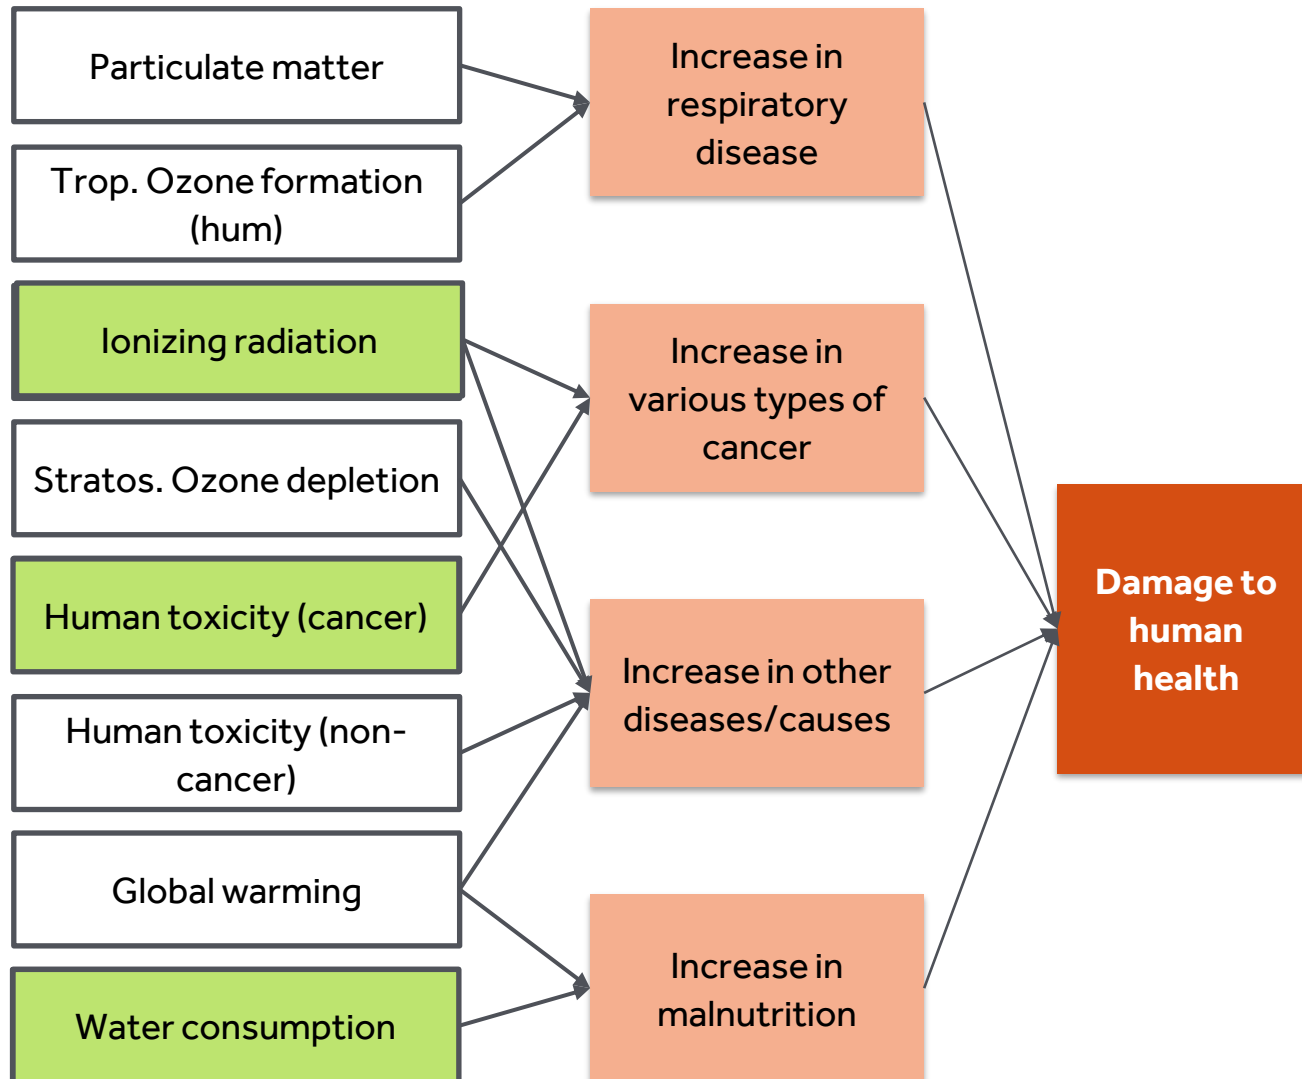 Particulate matter
Trop. Ozone formation
(hum)
Ionizing radiation
Stratos. Ozone depletion
Human toxicity (cancer)
Human toxicity (non-
cancer)
Global warming
Water consumption
Increase in
respiratory
disease
Increase in
various types of
cancer
Increase in other
diseases/causes
Increase in
malnutrition
Damage to
human
health